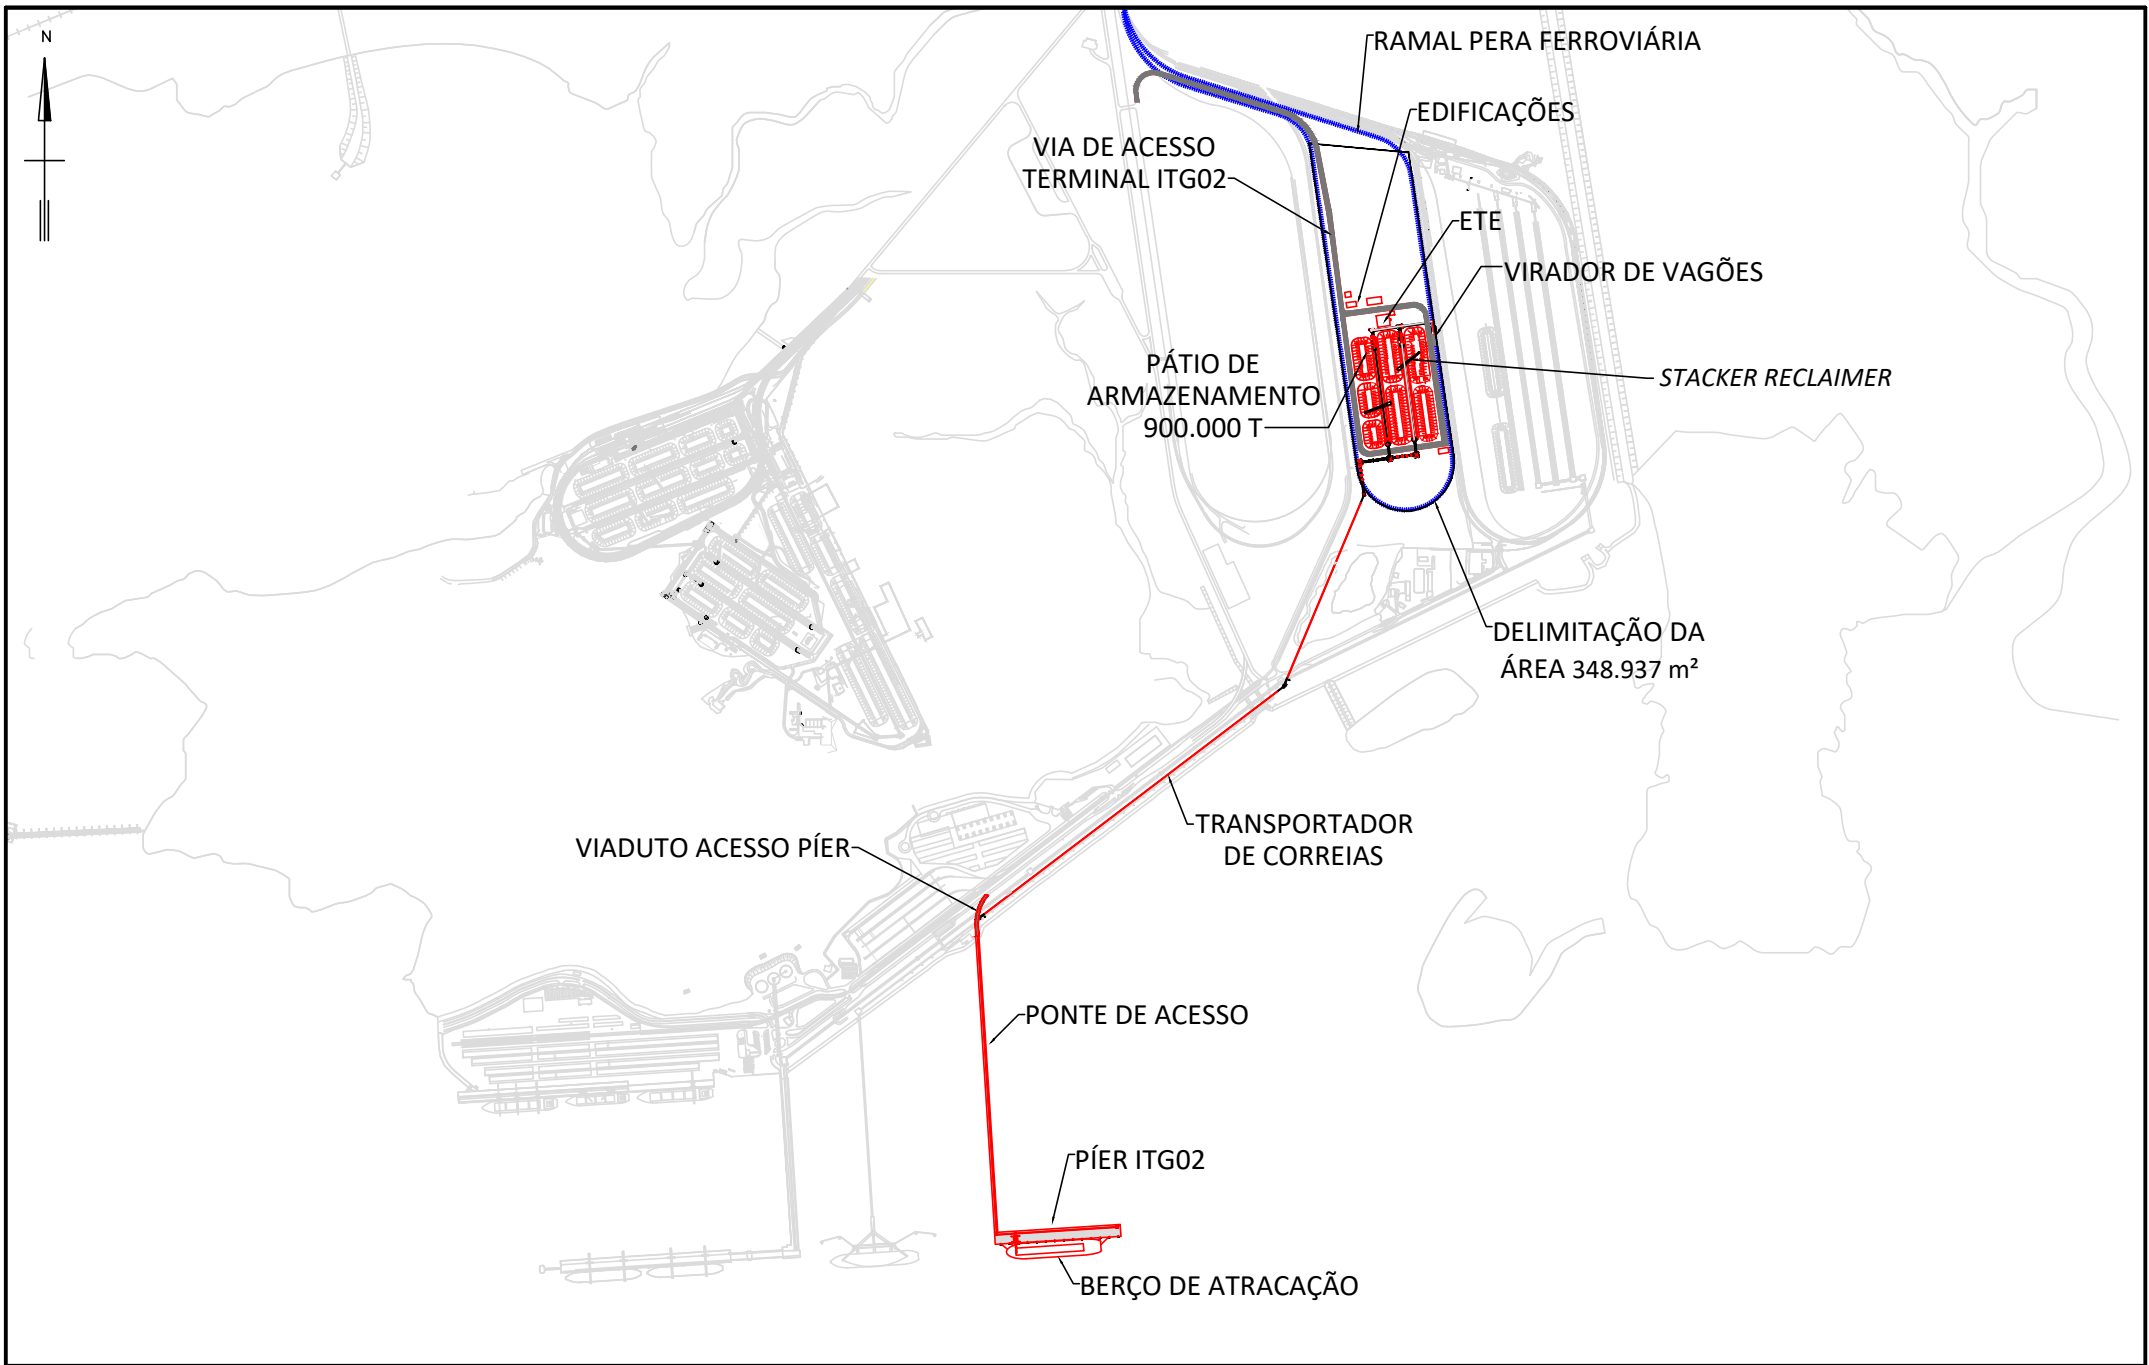 N
RAMAL PERA FERROVIÁRIA
EDIFICAÇÕES
VIA DE ACESSO
TERMINAL ITG02
ETE
VIRADOR DE VAGÕES
PÁTIO DE
ARMAZENAMENTO
900.000 T
STACKER RECLAIMER
DELIMITAÇÃO DA
ÁREA 348.937 m²
TRANSPORTADOR
DE CORREIAS
VIADUTO ACESSO PÍER
PONTE DE ACESSO
PÍER ITG02
BERÇO DE ATRACAÇÃO